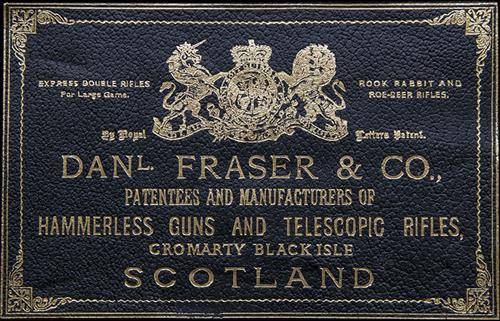 EXPRESS DOUBLE RIFLES
For Large Game.
ROOK RABBIT AND
ROE-DEER RIFLES.
By Royal Letters Patent.
DANL. FRASER & CO.,
PATENTEES AND MANUFACTURERS OF
HAMMERLESS GUNS AND TELESCOPIC RIFLES,
CROMARTY BLACK ISLE
SCOTLAND